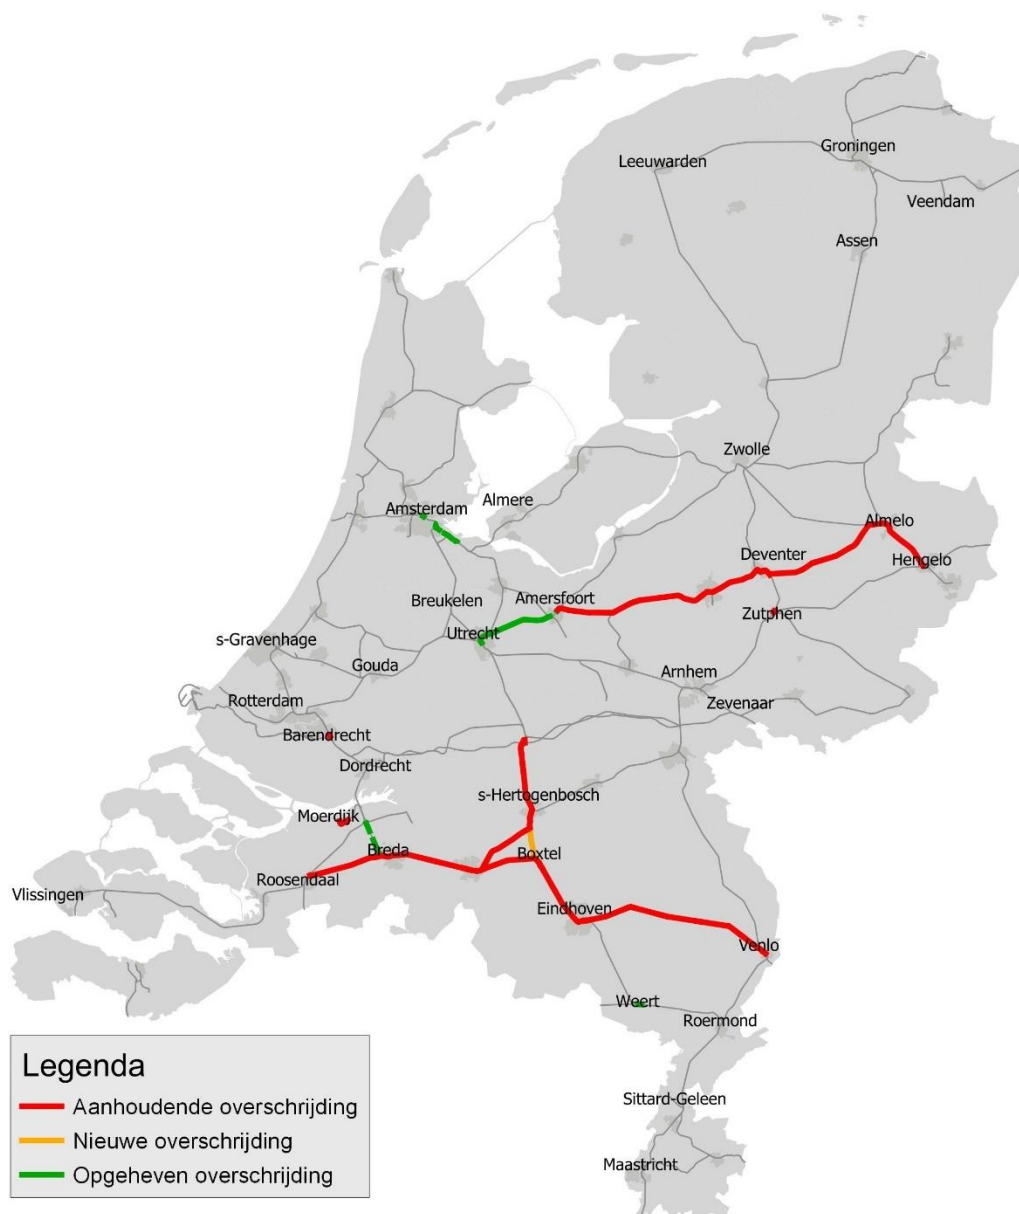 Groningen
Leeuwarden
Veendam
Assen
Zwolle
Almere
Amsterdam
Almelo
Deventer
Hengelo
Breukelen
Amersfoort
Zutphen
Utrecht
s-Gravenhage
Gouda
Arnhem
Rotterdam
Zevenaar
Barendrecht
Dordrecht
s-Hertogenbosch
Moerdijk
Breda
Boxtel
Roosendaal
Vlissingen
Eindhoven
Venlo
Weert
Roermond
Legenda
Aanhoudende overschrijding
Nieuwe overschrijding
Opgeheven overschrijding
Sittard-Geleen
Maastricht